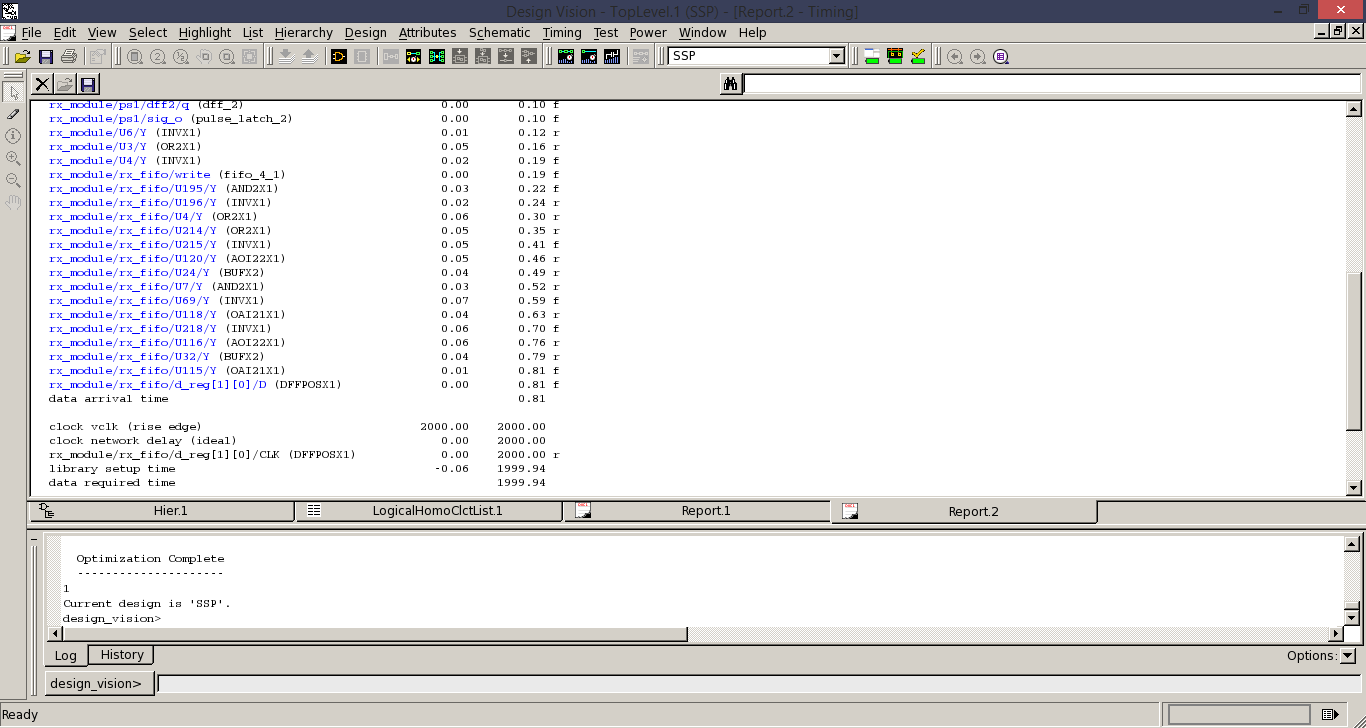 Design Vision - TopLevel.1 (SSP) - [Report.2 - Timing]
File Edit View Select Highlight List Hierarchy Design Attributes Schematic Timing Test Power Window Help
SSP
rx_module/ps1/dff2/q (dff_2) 0.00 0.10 f
rx_module/ps1/sig_o (pulse_latch_2) 0.00 0.10 f
rx_module/U6/Y (INVX1) 0.01 0.12 r
rx_module/U3/Y (OR2X1) 0.05 0.16 r
rx_module/U4/Y (INVX1) 0.02 0.19 f
rx_module/rx_fifo/write (fifo_4_1) 0.00 0.19 f
rx_module/rx_fifo/U195/Y (AND2X1) 0.03 0.22 f
rx_module/rx_fifo/U196/Y (INVX1) 0.02 0.24 r
rx_module/rx_fifo/U4/Y (OR2X1) 0.06 0.30 r
rx_module/rx_fifo/U214/Y (OR2X1) 0.05 0.35 r
rx_module/rx_fifo/U215/Y (INVX1) 0.05 0.41 f
rx_module/rx_fifo/U120/Y (AOI22X1) 0.05 0.46 r
rx_module/rx_fifo/U24/Y (BUFX2) 0.04 0.49 r
rx_module/rx_fifo/U7/Y (AND2X1) 0.03 0.52 r
rx_module/rx_fifo/U69/Y (INVX1) 0.07 0.59 f
rx_module/rx_fifo/U118/Y (OAI21X1) 0.04 0.63 r
rx_module/rx_fifo/U218/Y (INVX1) 0.06 0.70 f
rx_module/rx_fifo/U116/Y (AOI22X1) 0.06 0.76 r
rx_module/rx_fifo/U32/Y (BUFX2) 0.04 0.79 r
rx_module/rx_fifo/U115/Y (OAI21X1) 0.01 0.81 f
rx_module/rx_fifo/d_reg[1][0]/D (DFFPOSX1) 0.00 0.81 f
data arrival time 0.81
clock vclk (rise edge) 2000.00 2000.00
clock network delay (ideal) 0.00 2000.00
rx_module/rx_fifo/d_reg[1][0]/CLK (DFFPOSX1) 0.00 2000.00 r
library setup time -0.06 1999.94
data required time 1999.94
Hier.1 LogicalHomoClctList.1 Report.1 Report.2
Optimization Complete
---------------------
1
Current design is 'SSP'.
design_vision>
Log History Options:
design_vision>
Ready